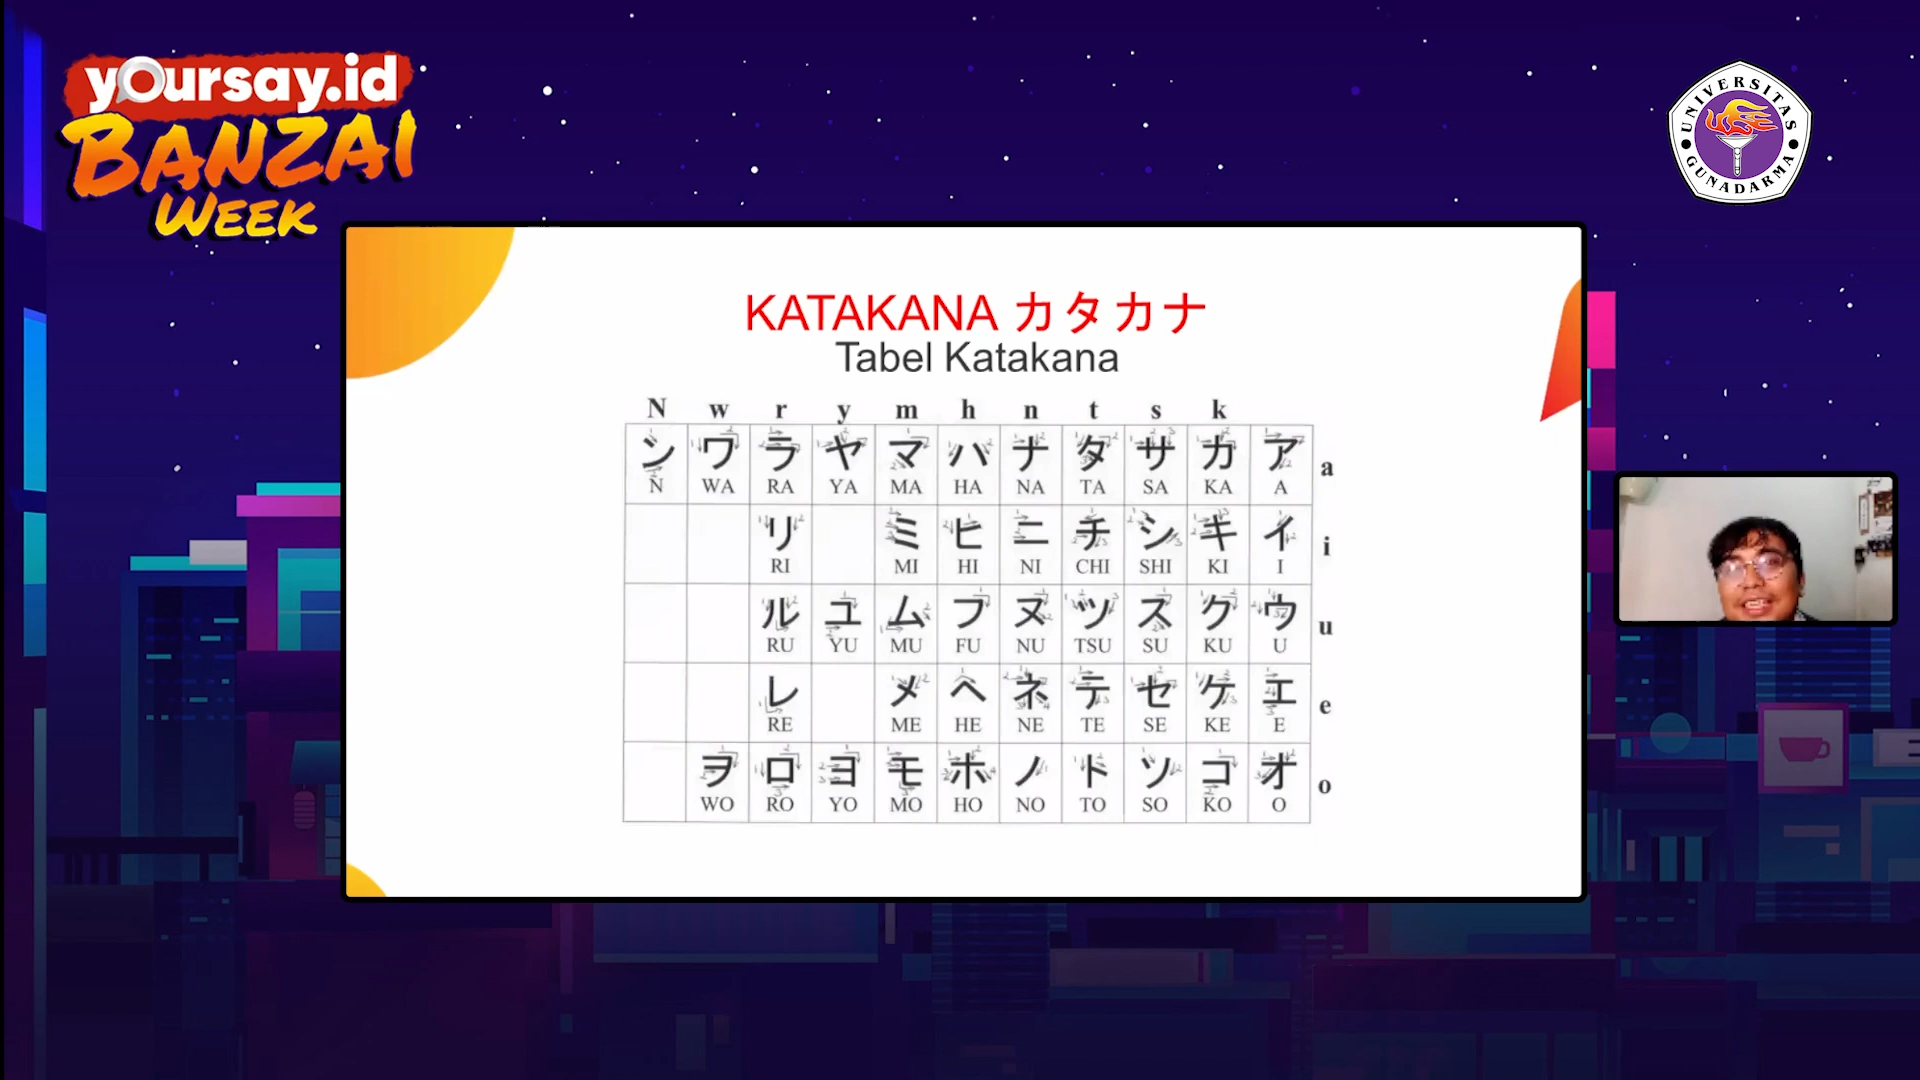 yoursay.id
BANZAI
WEEK
UNIVERSITAS
GUNADARMA
KATAKANA カタカナ
Tabel Katakana
N w r y m h n t s k
ン ワ ラ ヤ マ ハ ナ タ サ カ ア
N WA RA YA MA HA NA TA SA KA A a
リ ミ ヒ ニ チ シ キ イ
RI MI HI NI CHI SHI KI I i
ル ユ ム フ ヌ ツ ス ク ウ
RU YU MU FU NU TSU SU KU U u
レ メ ヘ ネ テ セ ケ エ
RE ME HE NE TE SE KE E e
ヲ ロ ヨ モ ホ ノ ト ソ コ オ
WO RO YO MO HO NO TO SO KO O o